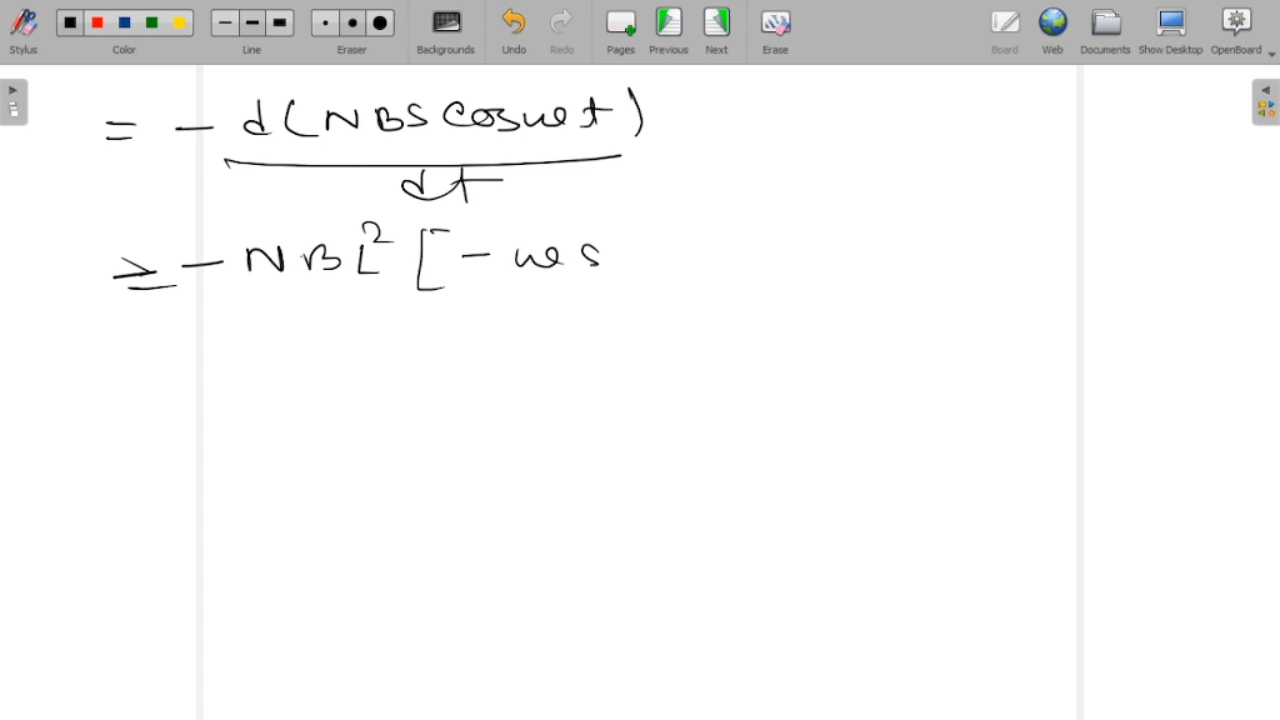 Stylus Color Line Eraser Backgrounds Undo Redo Pages Previous Next Erase Board Web Documents Show Desktop OpenBoard
= - d(NBS Cosωt)
dt
= - NBL² [ - ω s